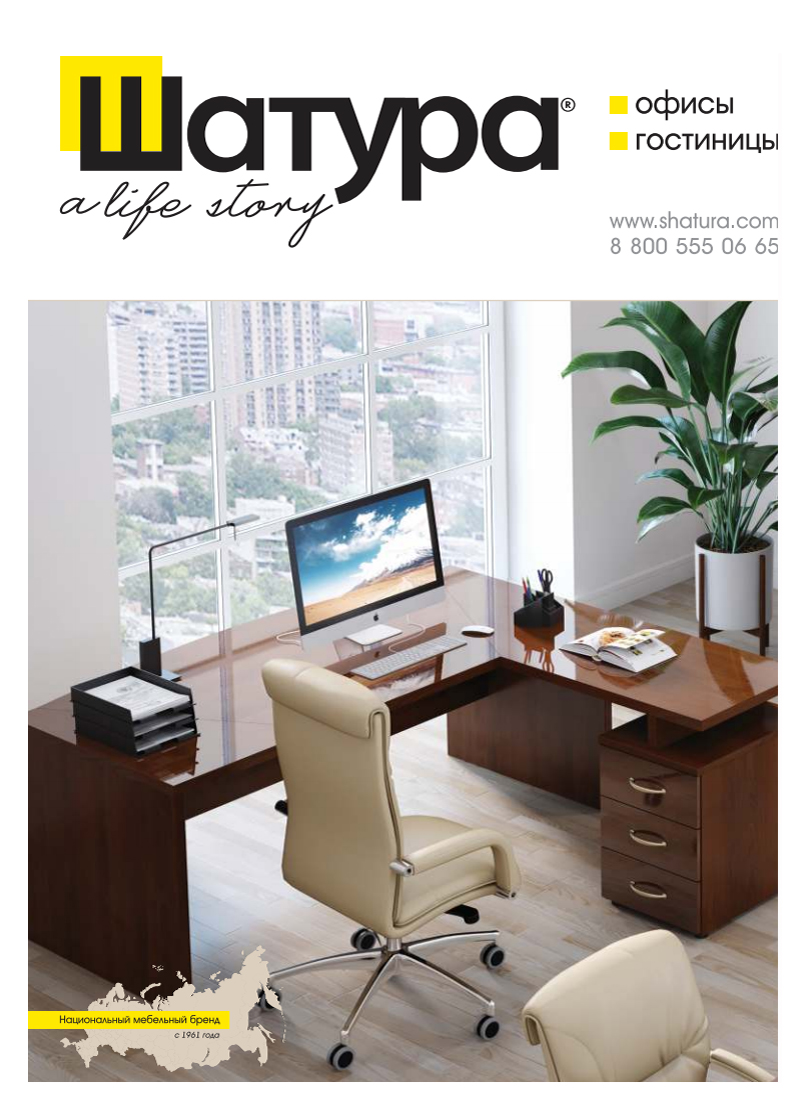 Шатура®
a life story
офисы
гостиницы
www.shatura.com
8 800 555 06 65
Национальный мебельный бренд
с 1961 года